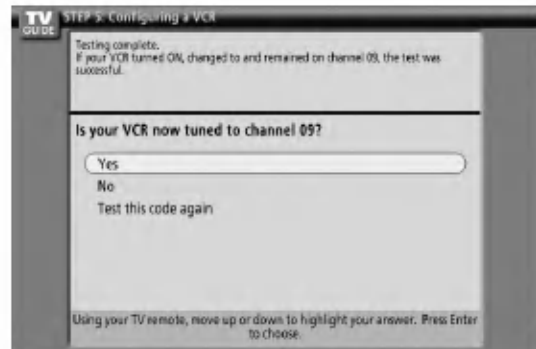 TV GUIDE
STEP 5: Configuring a VCR
Testing complete.
If your VCR turned ON, changed to and remained on channel 09, the test was
successful.
Is your VCR now tuned to channel 09?
Yes
No
Test this code again
Using your TV remote, move up or down to highlight your answer. Press Enter
to choose.